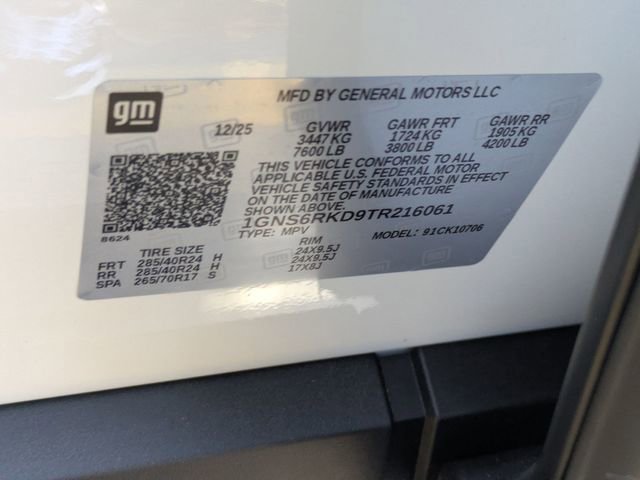 gm
MFD BY GENERAL MOTORS LLC
12/25 GVWR GAWR FRT GAWR RR
3447 KG 1724 KG 1905 KG
7600 LB 3800 LB 4200 LB
THIS VEHICLE CONFORMS TO ALL
APPLICABLE U.S. FEDERAL MOTOR
VEHICLE SAFETY STANDARDS IN EFFECT
ON THE DATE OF MANUFACTURE
SHOWN ABOVE.
1GNS6RKD9TR216061
8624
TYPE: MPV MODEL: 91CK10706
TIRE SIZE RIM
FRT 285/40R24 H 24X9.5J
RR 285/40R24 H 24X9.5J
SPA 265/70R17 S 17X8J